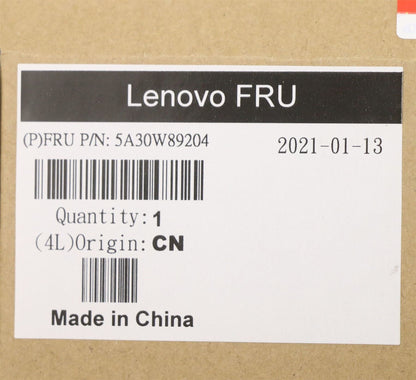 Lenovo FRU
(P)FRU P/N: 5A30W89204
2021-01-13
Quantity: 1
(4L)Origin: CN
Made in China